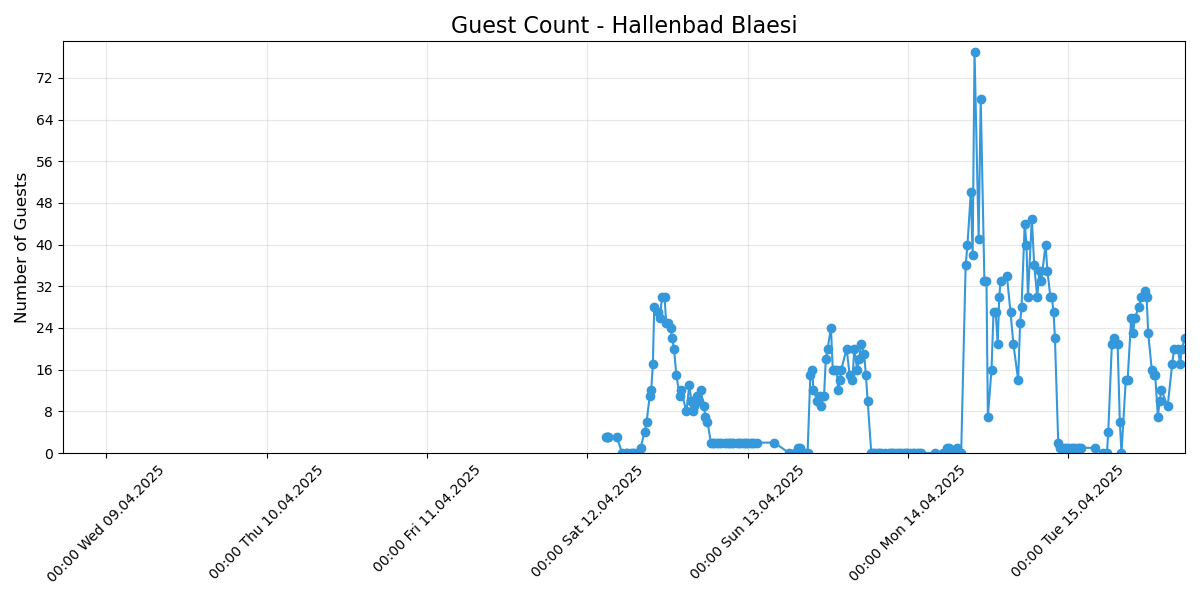 Guest Count - Hallenbad Blaesi
Number of Guests
72
64
56
48
40
32
24
16
8
0
00:00 Wed 09.04.2025
00:00 Thu 10.04.2025
00:00 Fri 11.04.2025
00:00 Sat 12.04.2025
00:00 Sun 13.04.2025
00:00 Mon 14.04.2025
00:00 Tue 15.04.2025